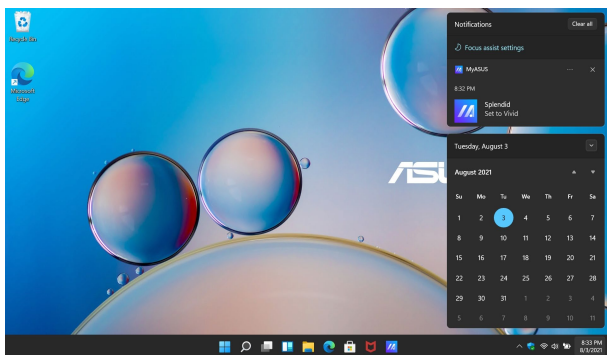 Recycle Bin
Microsoft
Edge
Notifications
Clear all
Focus assist settings
MyASUS
8:32 PM
Splendid
Set to Vivid
Tuesday, August 3
August 2021
Su Mo Tu We Th Fr Sa
1 2 3 4 5 6 7
8 9 10 11 12 13 14
15 16 17 18 19 20 21
22 23 24 25 26 27 28
29 30 31 1 2 3 4
5 6 7 8 9 10 11
8:33 PM
8/3/2021